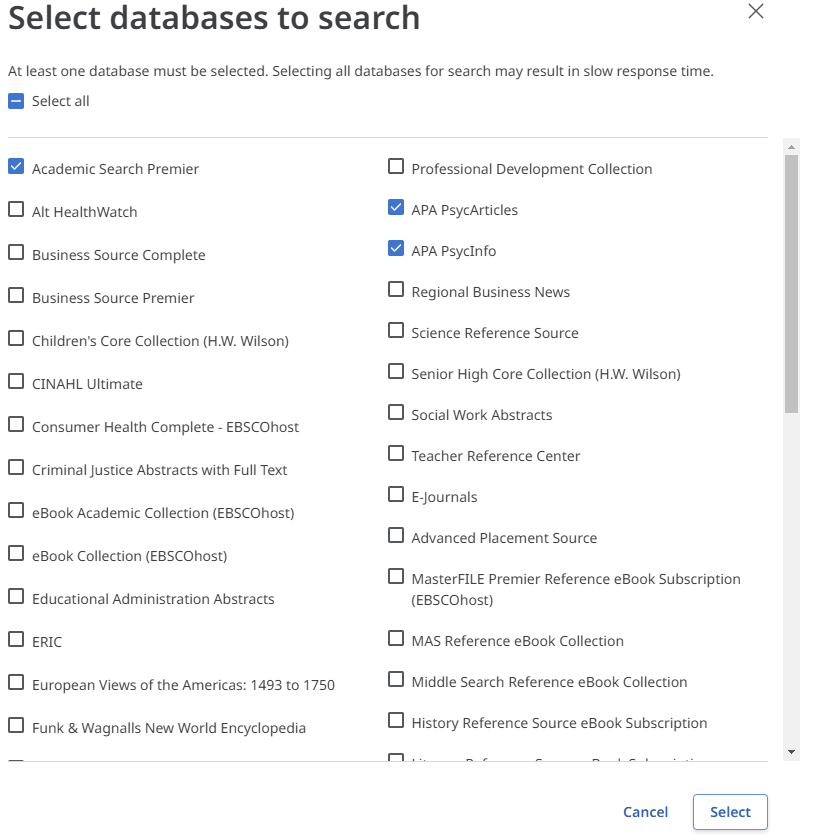 Select databases to search
At least one database must be selected. Selecting all databases for search may result in slow response time.
Select all
Academic Search Premier
Alt HealthWatch
Business Source Complete
Business Source Premier
Children's Core Collection (H.W. Wilson)
CINAHL Ultimate
Consumer Health Complete - EBSCOhost
Criminal Justice Abstracts with Full Text
eBook Academic Collection (EBSCOhost)
eBook Collection (EBSCOhost)
Educational Administration Abstracts
ERIC
European Views of the Americas: 1493 to 1750
Funk & Wagnalls New World Encyclopedia
Professional Development Collection
APA PsycArticles
APA PsycInfo
Regional Business News
Science Reference Source
Senior High Core Collection (H.W. Wilson)
Social Work Abstracts
Teacher Reference Center
E-Journals
Advanced Placement Source
MasterFILE Premier Reference eBook Subscription
(EBSCOhost)
MAS Reference eBook Collection
Middle Search Reference eBook Collection
History Reference Source eBook Subscription
Cancel
Select